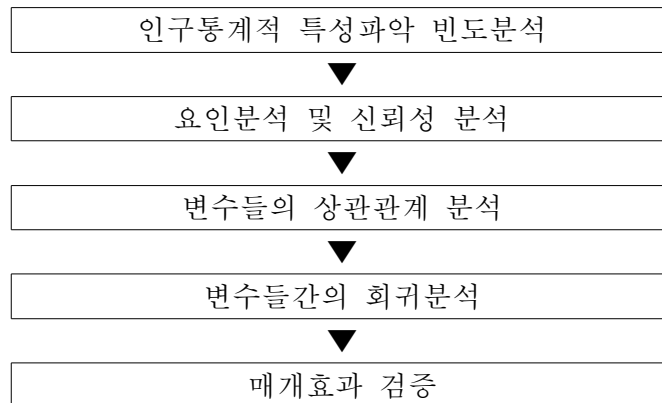 인구통계적 특성파악 빈도분석
요인분석 및 신뢰성 분석
변수들의 상관관계 분석
변수들간의 회귀분석
매개효과 검증